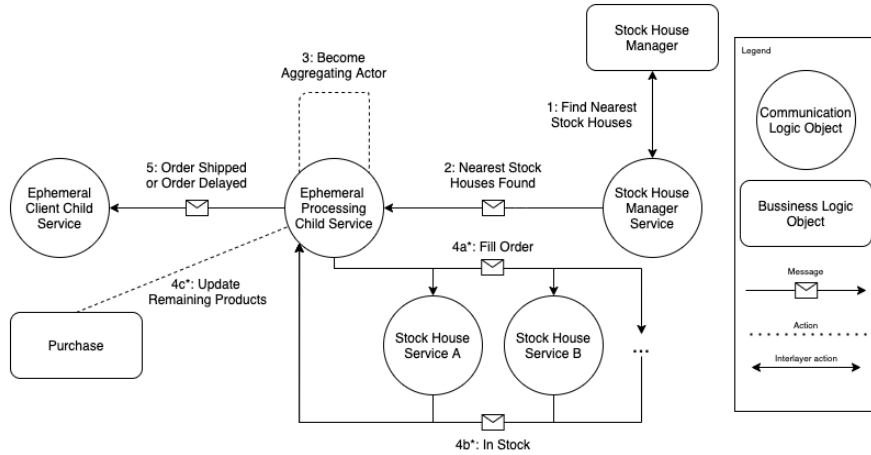 Stock House
Manager
3: Become
Aggregating Actor
1: Find Nearest
Stock Houses
5: Order Shipped
or Order Delayed
2: Nearest Stock
Houses Found
Ephemeral
Client Child
Service
Ephemeral
Processing
Child Service
Stock House
Manager
Service
4a*: Fill Order
4c*: Update
Remaining Products
Purchase
Stock House
Service A
Stock House
Service B
...
4b*: In Stock
Legend
Communication
Logic Object
Bussiness Logic
Object
Message
Action
Interlayer action